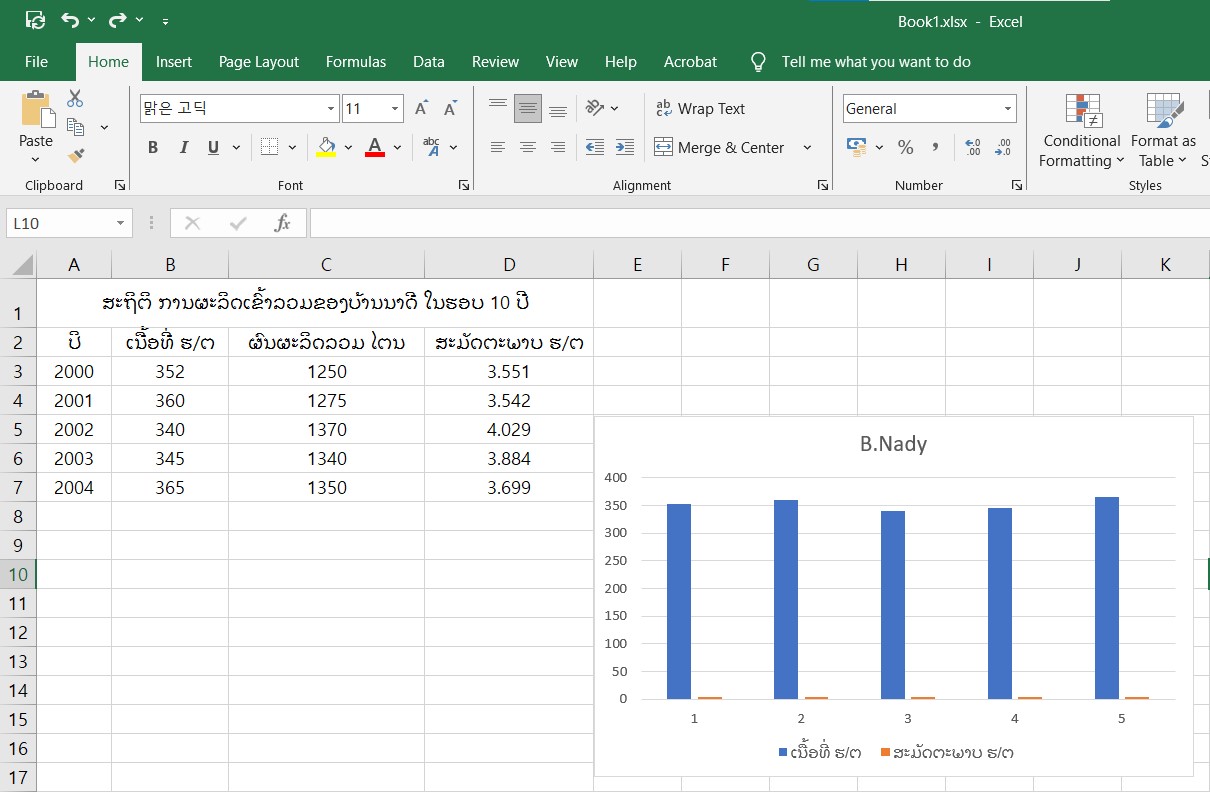 Book1.xlsx - Excel
File Home Insert Page Layout Formulas Data Review View Help Acrobat Tell me what you want to do
맑은 고딕 11 Wrap Text General
Paste B I U A abc Merge & Center % Conditional Formatting Format as Table
Clipboard Font Alignment Number Styles
L10 fx
A B C D E F G H I J K
1 ສະຖິຕິ ການຜະລິດເຂົ້າລວມຂອງບ້ານນາດີ ໃນຮອບ 10 ປີ
2 ປີ ເນື້ອທີ່ ຮ/ຕ ຜົນຜະລິດລວມ ໄຕນ ສະມັດຕະພາບ ຮ/ຕ
3 2000 352 1250 3.551
4 2001 360 1275 3.542
5 2002 340 1370 4.029
6 2003 345 1340 3.884
7 2004 365 1350 3.699
8
9
10
11
12
13
14
15
16
17
B.Nady
400
350
300
250
200
150
100
50
0
1 2 3 4 5
ເນື້ອທີ່ ຮ/ຕ ສະມັດຕະພາບ ຮ/ຕ